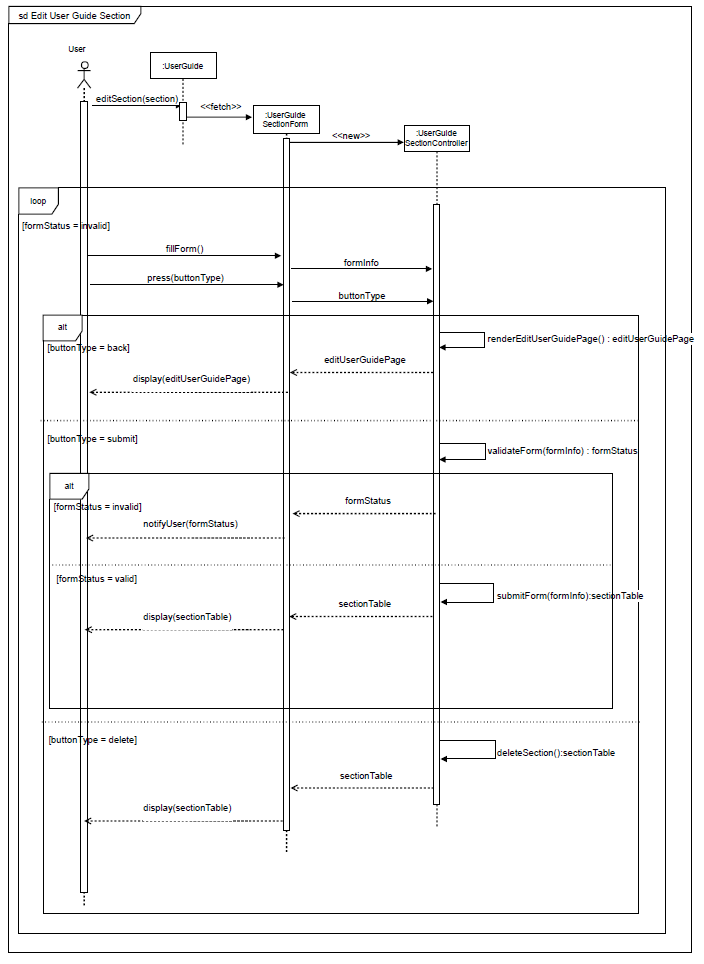 sd Edit User Guide Section
User
:UserGuide
editSection(section)
<<fetch>>
:UserGuide
SectionForm
<<new>>
:UserGuide
SectionController
loop
[formStatus = invalid]
fillForm()
formInfo
press(buttonType)
buttonType
alt
[buttonType = back]
renderEditUserGuidePage() : editUserGuidePage
editUserGuidePage
display(editUserGuidePage)
[buttonType = submit]
validateForm(formInfo) : formStatus
alt
[formStatus = invalid]
formStatus
notifyUser(formStatus)
[formStatus = valid]
submitForm(formInfo):sectionTable
sectionTable
display(sectionTable)
[buttonType = delete]
deleteSection():sectionTable
sectionTable
display(sectionTable)